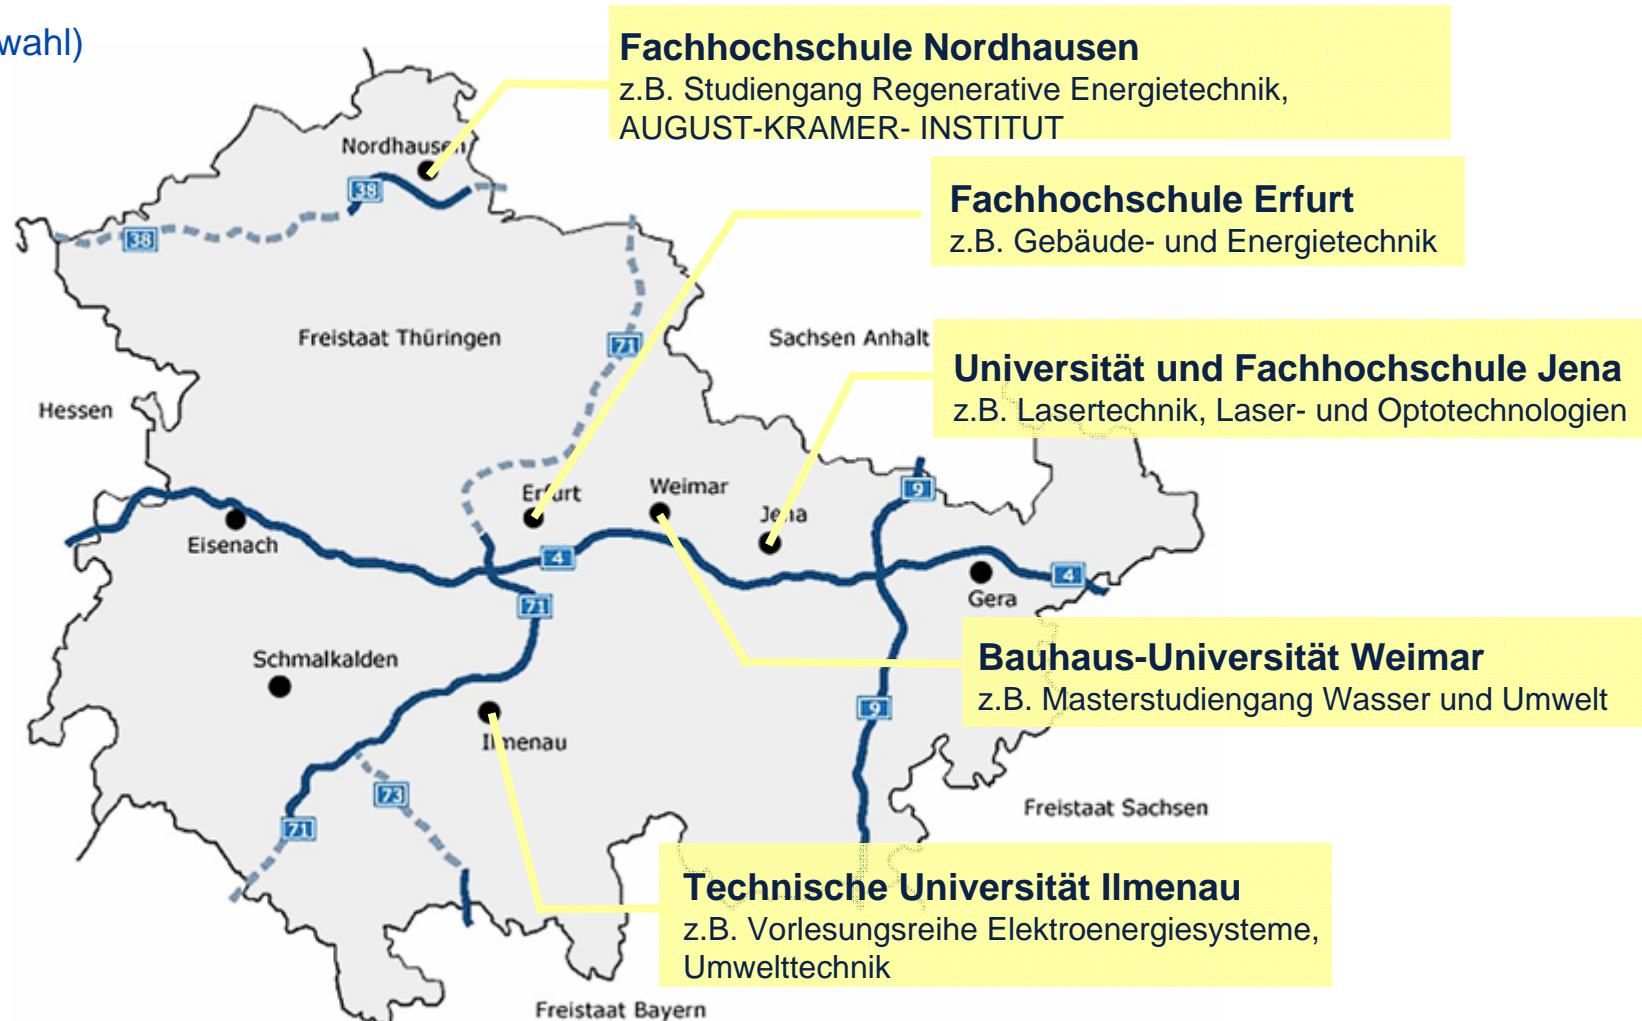 wahl)
Fachhochschule Nordhausen
z.B. Studiengang Regenerative Energietechnik,
AUGUST-KRAMER- INSTITUT
Nordhausen
38
38
Fachhochschule Erfurt
z.B. Gebäude- und Energietechnik
Freistaat Thüringen
71
Sachsen Anhalt
Universität und Fachhochschule Jena
z.B. Lasertechnik, Laser- und Optotechnologien
Hessen
Erfurt
Weimar
Jena
9
Eisenach
4
4
Gera
71
Schmalkalden
Bauhaus-Universität Weimar
z.B. Masterstudiengang Wasser und Umwelt
9
Ilmenau
73
71
Freistaat Sachsen
Technische Universität Ilmenau
z.B. Vorlesungsreihe Elektroenergiesysteme,
Umwelttechnik
Freistaat Bayern